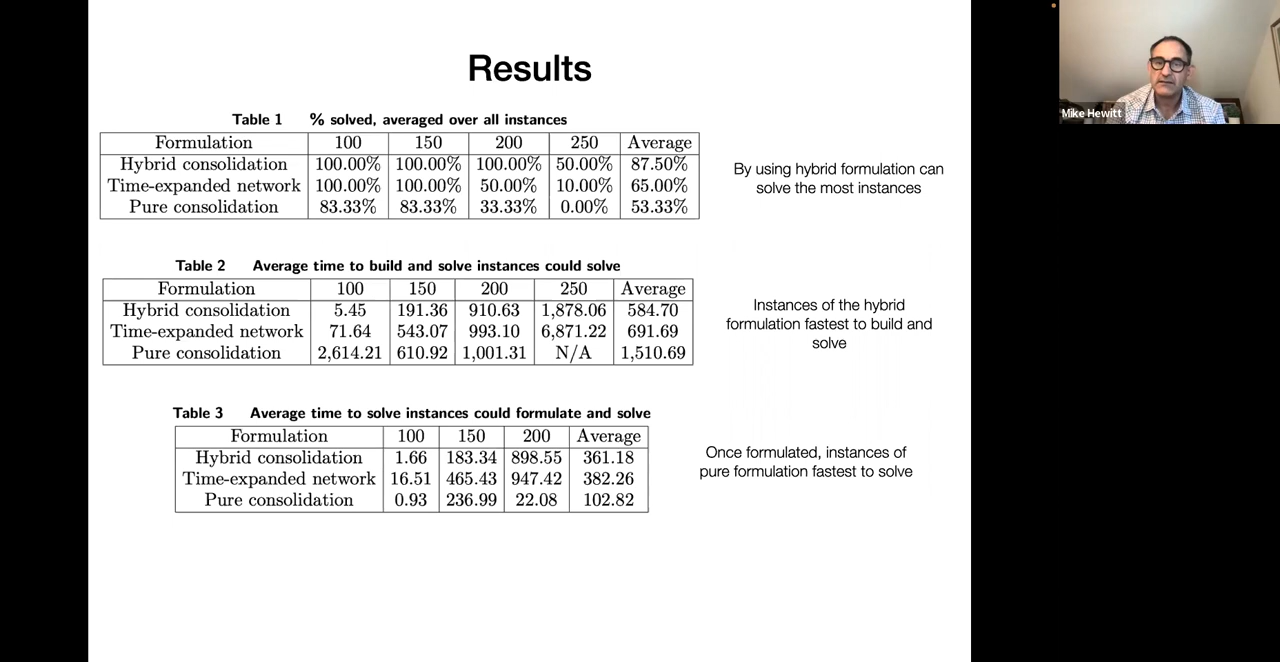 Results
Table 1 % solved, averaged over all instances
Formulation 100 150 200 250 Average
Hybrid consolidation 100.00% 100.00% 100.00% 50.00% 87.50%
Time-expanded network 100.00% 100.00% 50.00% 10.00% 65.00%
Pure consolidation 83.33% 83.33% 33.33% 0.00% 53.33%
By using hybrid formulation can
solve the most instances
Table 2 Average time to build and solve instances could solve
Formulation 100 150 200 250 Average
Hybrid consolidation 5.45 191.36 910.63 1,878.06 584.70
Time-expanded network 71.64 543.07 993.10 6,871.22 691.69
Pure consolidation 2,614.21 610.92 1,001.31 N/A 1,510.69
Instances of the hybrid
formulation fastest to build and
solve
Table 3 Average time to solve instances could formulate and solve
Formulation 100 150 200 Average
Hybrid consolidation 1.66 183.34 898.55 361.18
Time-expanded network 16.51 465.43 947.42 382.26
Pure consolidation 0.93 236.99 22.08 102.82
Once formulated, instances of
pure formulation fastest to solve
Mike Hewitt